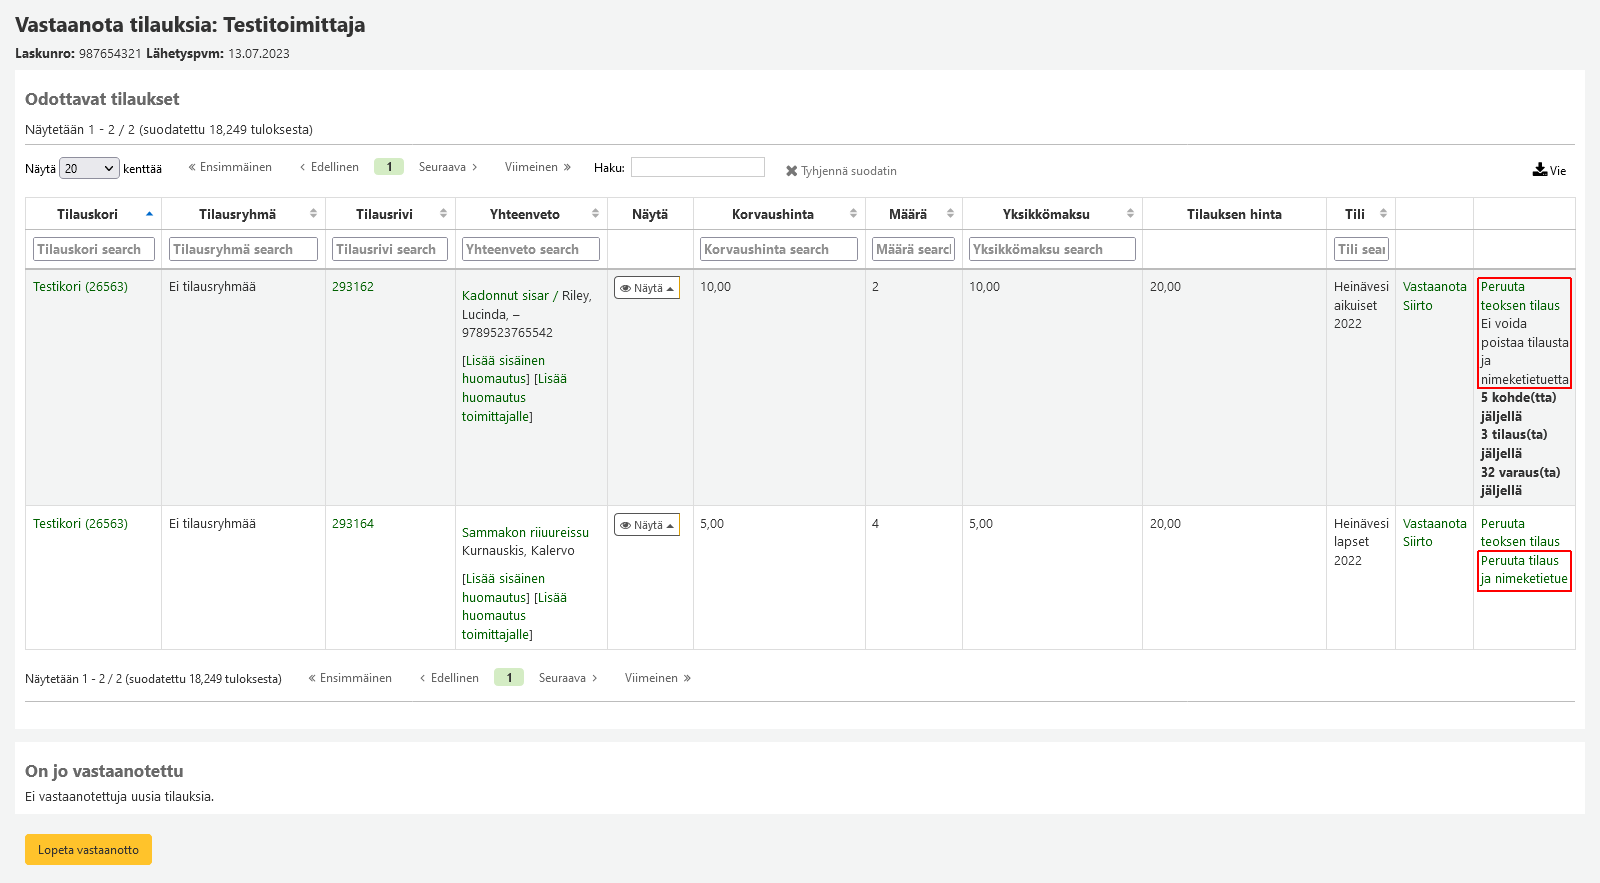 Vastaanota tilauksia: Testitoimittaja
Laskunro: 987654321 Lähetyspvm: 13.07.2023
Odottavat tilaukset
Näytetään 1 - 2 / 2 (suodatettu 18,249 tuloksesta)
Näytä 20 kenttää « Ensimmäinen ‹ Edellinen 1 Seuraava › Viimeinen » Haku: ✖ Tyhjennä suodatin Vie
Tilauskori Tilausryhmä Tilausrivi Yhteenveto Näytä Korvaushinta Määrä Yksikkömaksu Tilauksen hinta Tili
Tilauskori search Tilausryhmä search Tilausrivi search Yhteenveto search Korvaushinta search Määrä search Yksikkömaksu search Tili sear
Testikori (26563) Ei tilausryhmää 293162
Kadonnut sisar / Riley,
Lucinda, –
9789523765542
[Lisää sisäinen
huomautus] [Lisää
huomautus
toimittajalle]
Näytä 10,00 2 10,00 20,00
Heinävesi
aikuiset
2022
Vastaanota
Siirto
Peruuta
teoksen tilaus
Ei voida
poistaa tilausta
ja
nimeketietuetta
5 kohde(tta)
jäljellä
3 tilaus(ta)
jäljellä
32 varaus(ta)
jäljellä
Testikori (26563) Ei tilausryhmää 293164
Sammakon riiuureissu
Kurnauskis, Kalervo
[Lisää sisäinen
huomautus] [Lisää
huomautus
toimittajalle]
Näytä 5,00 4 5,00 20,00
Heinävesi
lapset
2022
Vastaanota
Siirto
Peruuta
teoksen tilaus
Peruuta tilaus
ja nimeketietue
Näytetään 1 - 2 / 2 (suodatettu 18,249 tuloksesta) « Ensimmäinen ‹ Edellinen 1 Seuraava › Viimeinen »
On jo vastaanotettu
Ei vastaanotettuja uusia tilauksia.
Lopeta vastaanotto